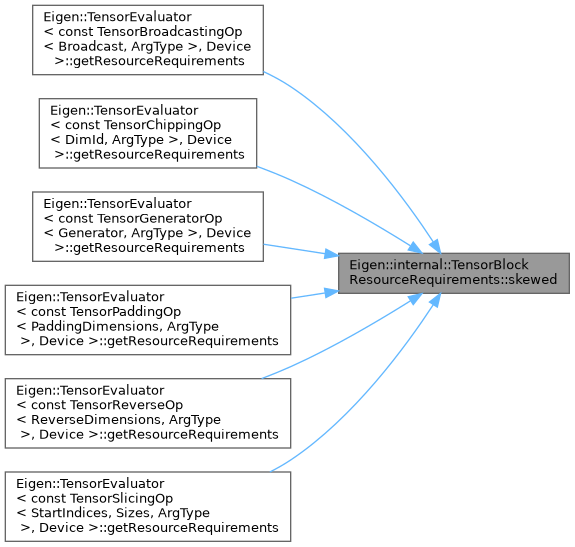 Eigen::TensorEvaluator
< const TensorBroadcastingOp
< Broadcast, ArgType >, Device
>::getResourceRequirements
Eigen::TensorEvaluator
< const TensorChippingOp
< DimId, ArgType >, Device
>::getResourceRequirements
Eigen::TensorEvaluator
< const TensorGeneratorOp
< Generator, ArgType >, Device
>::getResourceRequirements
Eigen::internal::TensorBlock
ResourceRequirements::skewed
Eigen::TensorEvaluator
< const TensorPaddingOp
< PaddingDimensions, ArgType
>, Device >::getResourceRequirements
Eigen::TensorEvaluator
< const TensorReverseOp
< ReverseDimensions, ArgType
>, Device >::getResourceRequirements
Eigen::TensorEvaluator
< const TensorSlicingOp
< StartIndices, Sizes, ArgType
>, Device >::getResourceRequirements